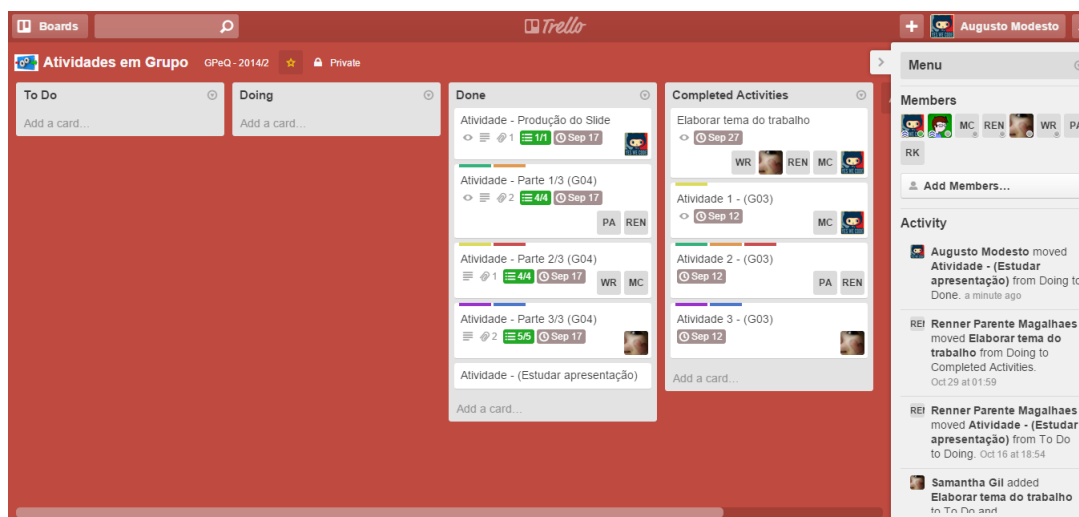 Boards
Trello
Augusto Modesto
Atividades em Grupo GPeQ - 2014/2 Private
To Do
Add a card...
Doing
Add a card...
Done
Atividade - Produção do Slide
1 1/1 Sep 17
Atividade - Parte 1/3 (G04)
2 4/4 Sep 17
PA REN
Atividade - Parte 2/3 (G04)
1 4/4 Sep 17
WR MC
Atividade - Parte 3/3 (G04)
2 5/5 Sep 17
Atividade - (Estudar apresentação)
Add a card...
Completed Activities
Elaborar tema do trabalho
Sep 27
WR REN MC
Atividade 1 - (G03)
Sep 12
MC
Atividade 2 - (G03)
Sep 12
PA REN
Atividade 3 - (G03)
Sep 12
Add a card...
Menu
Members
MC REN WR PA
RK
Add Members...
Activity
Augusto Modesto moved
Atividade - (Estudar
apresentação) from Doing to
Done. a minute ago
REN Renner Parente Magalhaes
moved Elaborar tema do
trabalho from Doing to
Completed Activities.
Oct 29 at 01:59
REN Renner Parente Magalhaes
moved Atividade - (Estudar
apresentação) from To Do
to Doing. Oct 16 at 18:54
Samantha Gil added
Elaborar tema do trabalho
to To Do and